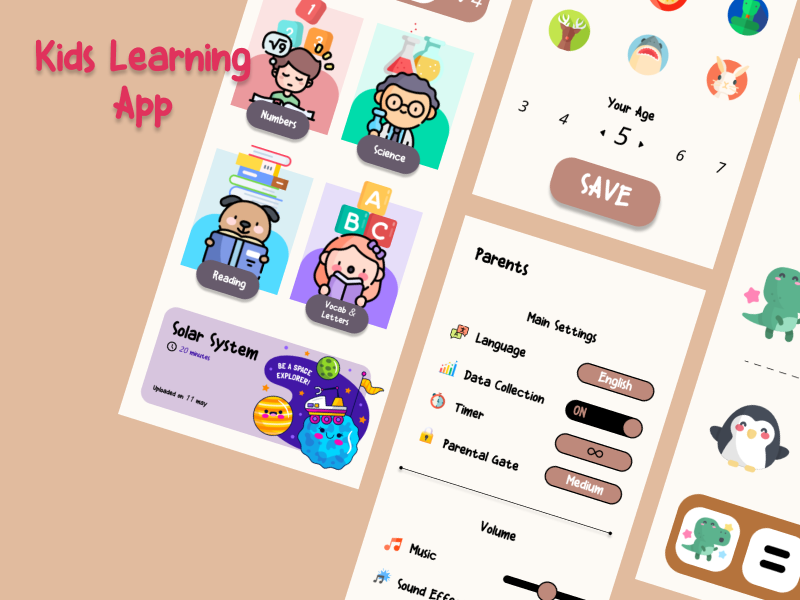 Kids Learning
App
1
2
3
√9
4
Numbers
Science
A
B C
Reading
Vocab &
Letters
Solar System
20 minutes
Uploaded on 11 may
BE A SPACE
EXPLORER!
Your Age
3 4 5 6 7
SAVE
Parents
Main Settings
Language
English
Data Collection
ON
Timer
∞
Parental Gate
Medium
Volume
Music
Sound Effe
=